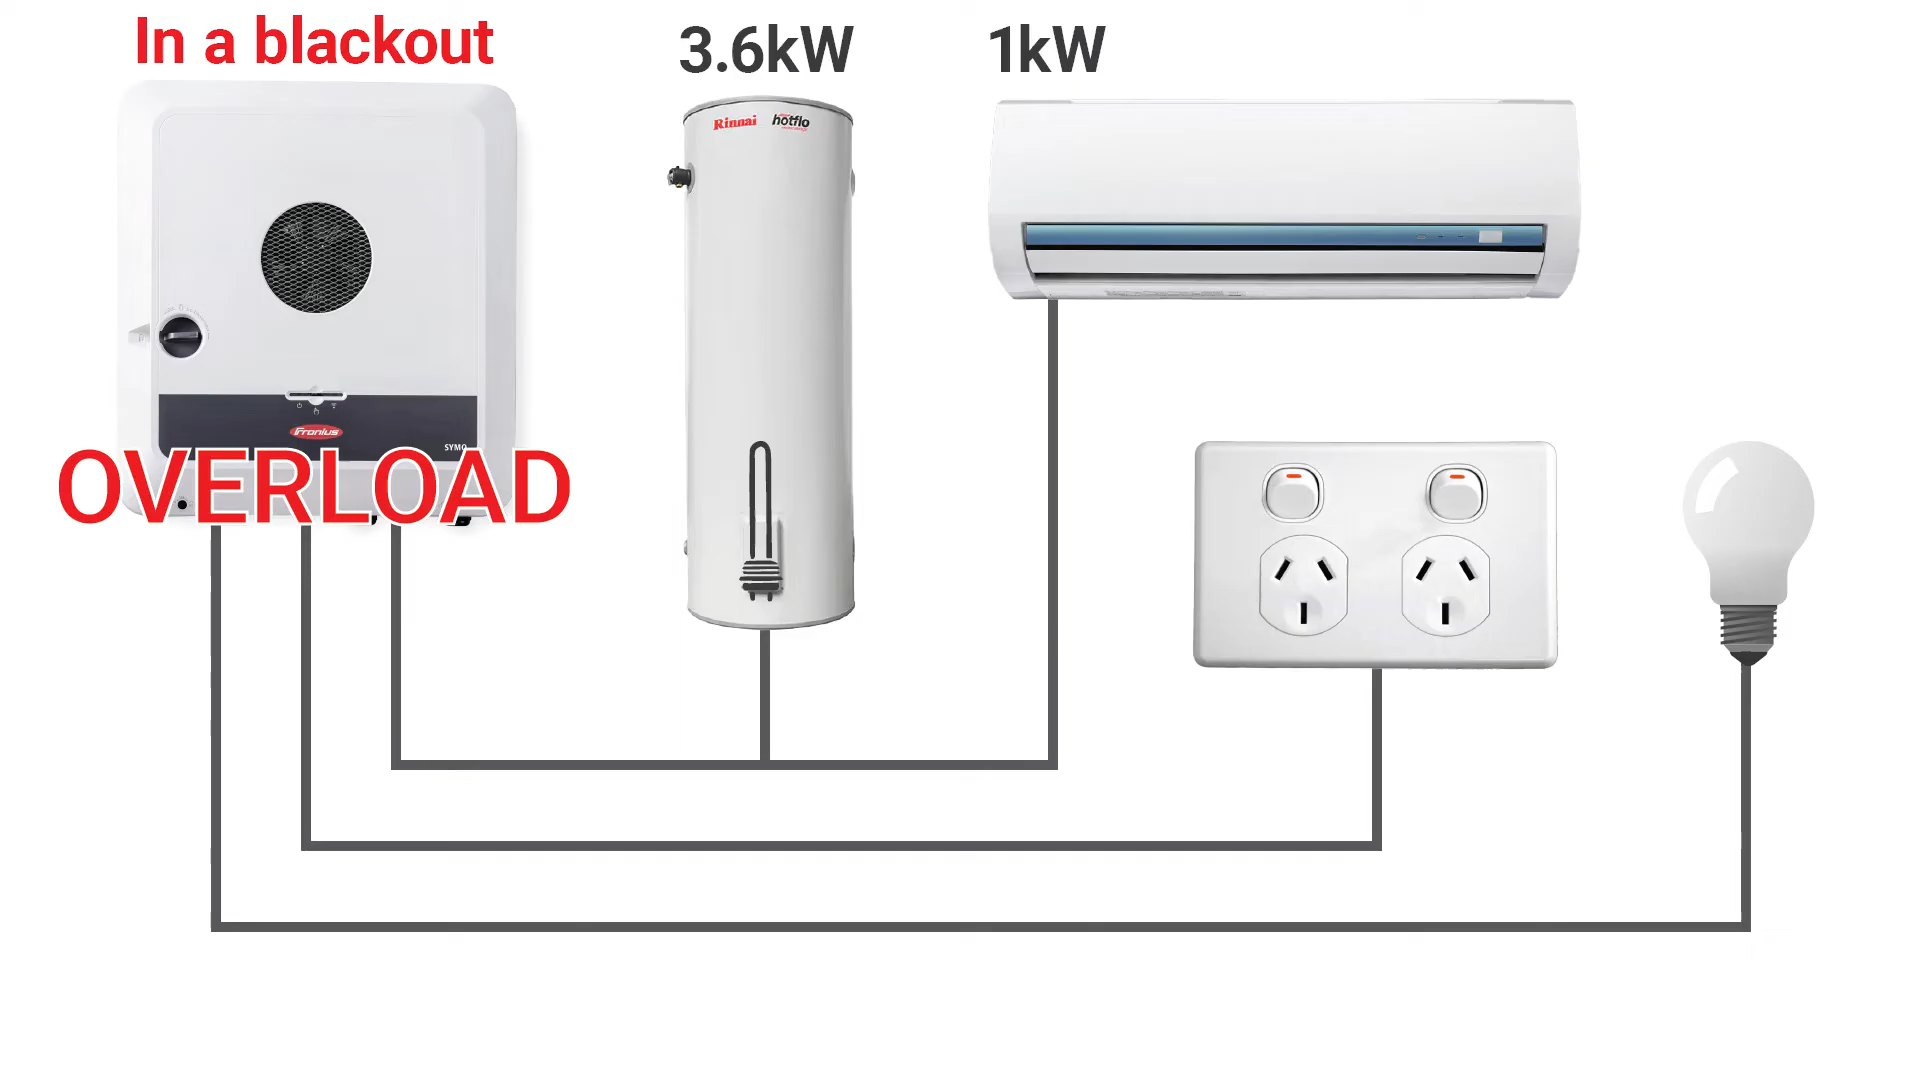 In a blackout
3.6kW
1kW
Rinnai hotflo
Fronius
SYMO
OVERLOAD